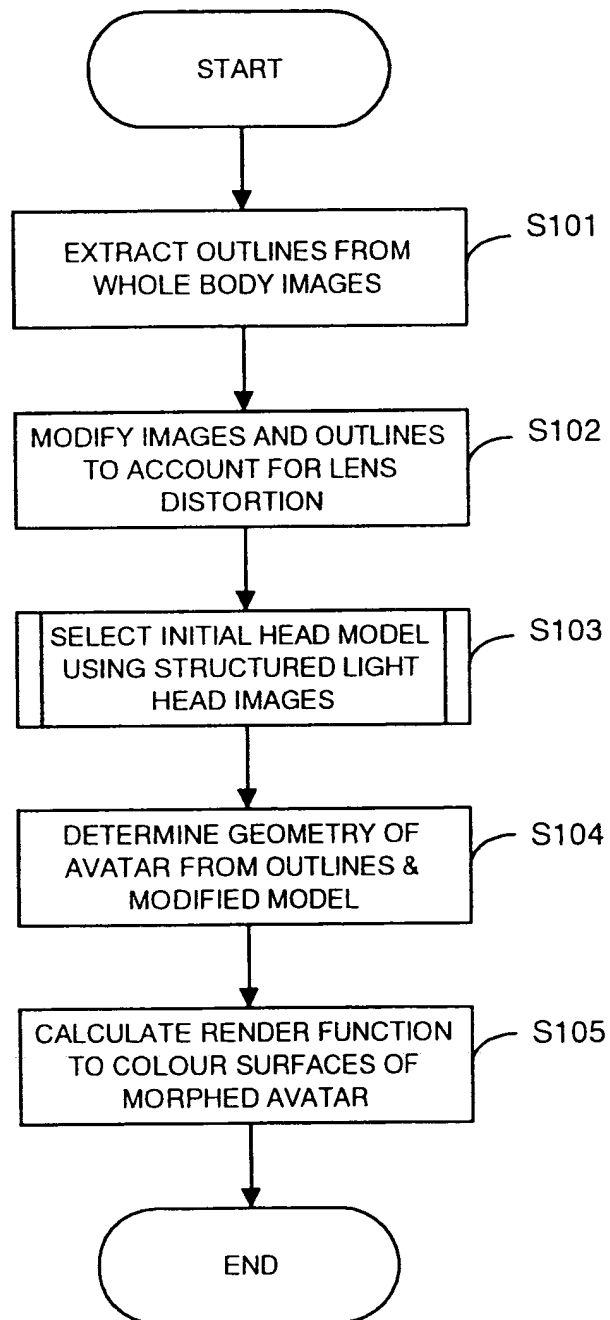 START
EXTRACT OUTLINES FROM
WHOLE BODY IMAGES
S101
MODIFY IMAGES AND OUTLINES
TO ACCOUNT FOR LENS
DISTORTION
S102
SELECT INITIAL HEAD MODEL
USING STRUCTURED LIGHT
HEAD IMAGES
S103
DETERMINE GEOMETRY OF
AVATAR FROM OUTLINES &
MODIFIED MODEL
S104
CALCULATE RENDER FUNCTION
TO COLOUR SURFACES OF
MORPHED AVATAR
S105
END